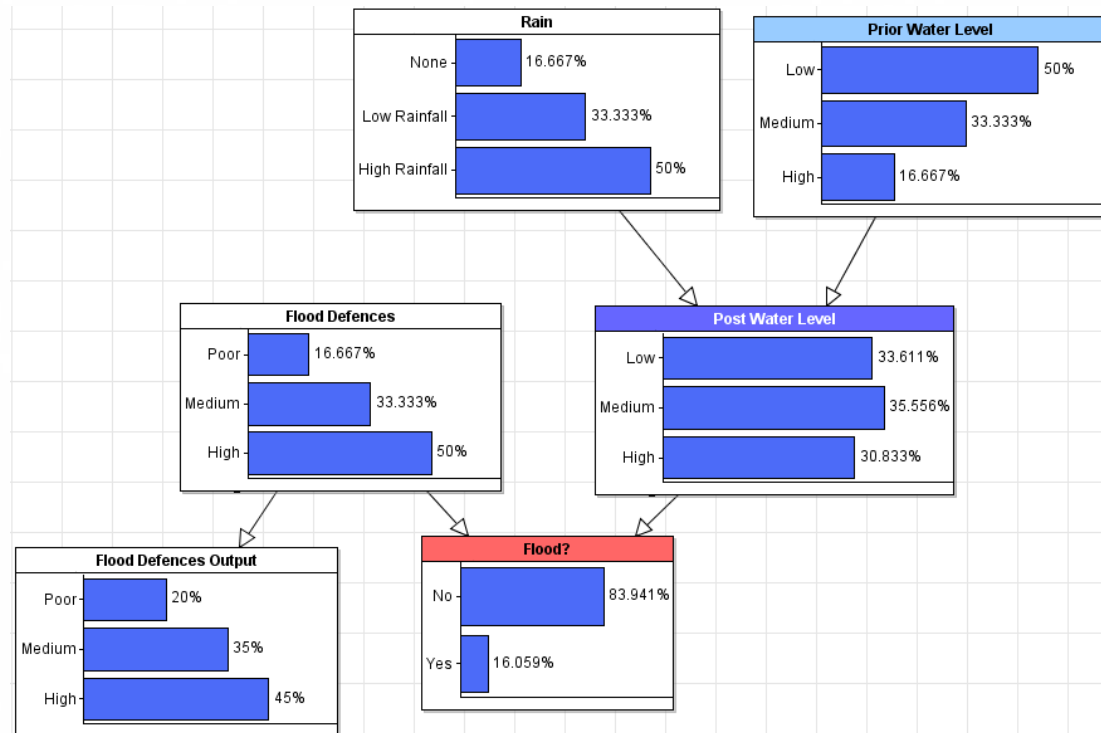 Rain
None
16.667%
Low Rainfall
33.333%
High Rainfall
50%
Prior Water Level
Low
50%
Medium
33.333%
High
16.667%
Flood Defences
Poor
16.667%
Medium
33.333%
High
50%
Post Water Level
Low
33.611%
Medium
35.556%
High
30.833%
Flood Defences Output
Poor
20%
Medium
35%
High
45%
Flood?
No
83.941%
Yes
16.059%